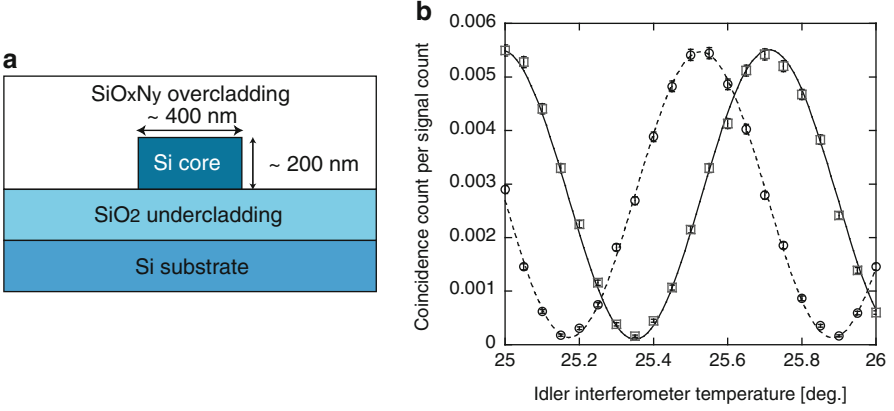 a
SiOxNy overcladding
~ 400 nm
Si core
~ 200 nm
SiO2 undercladding
Si substrate
b
Coincidence count per signal count
0.006
0.005
0.004
0.003
0.002
0.001
0
25
25.2
25.4
25.6
25.8
26
Idler interferometer temperature [deg.]